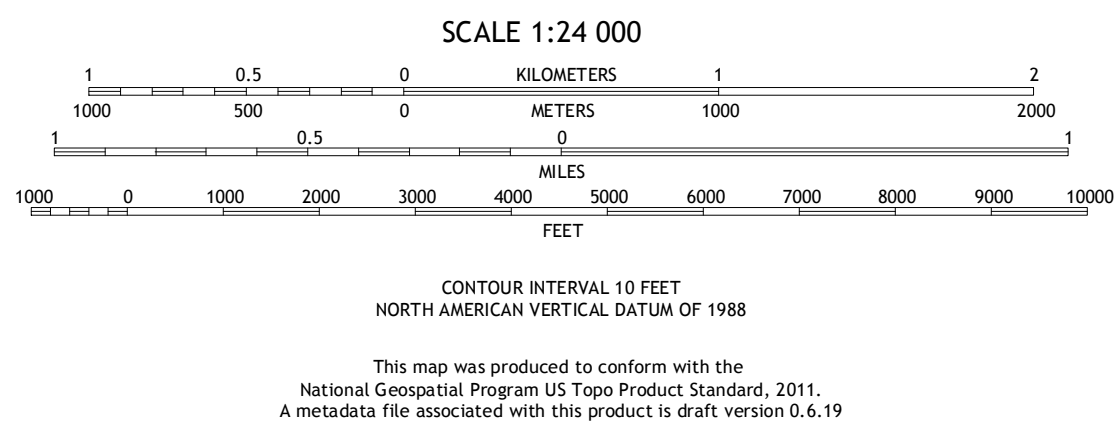 SCALE 1:24 000
1 0.5 0 KILOMETERS 1 2
1000 500 0 METERS 1000 2000
1 0.5 0 1
MILES
1000 0 1000 2000 3000 4000 5000 6000 7000 8000 9000 10000
FEET
CONTOUR INTERVAL 10 FEET
NORTH AMERICAN VERTICAL DATUM OF 1988
This map was produced to conform with the
National Geospatial Program US Topo Product Standard, 2011.
A metadata file associated with this product is draft version 0.6.19